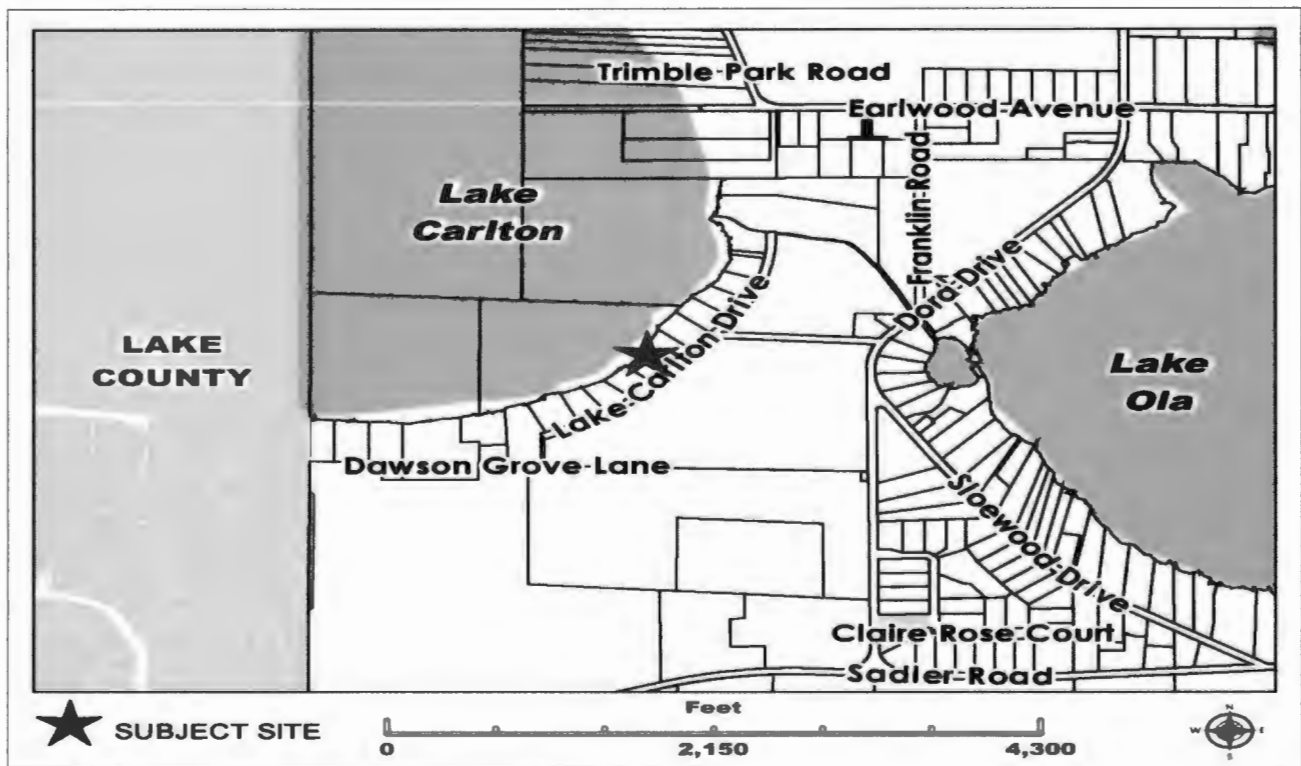 Trimble Park Road
Earlwood Avenue
Lake
Carlton
Franklin Road
Dora Drive
Lake Carlton Drive
LAKE
COUNTY
Lake
Ola
Dawson Grove Lane
Sloewood Drive
Claire Rose Court
Sadler Road
SUBJECT SITE
Feet
0
2,150
4,300
N
W
E
S